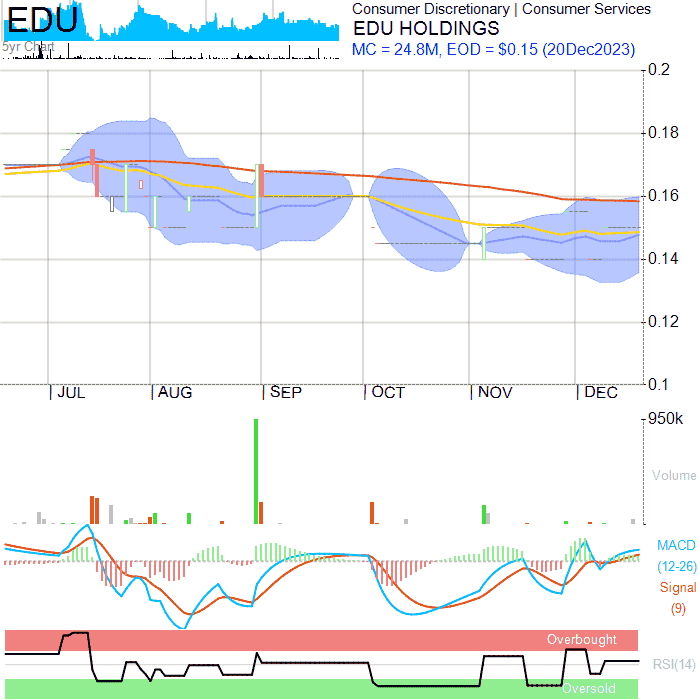 EDU
5yr Chart
Consumer Discretionary | Consumer Services
EDU HOLDINGS
MC = 24.8M, EOD = $0.15 (20Dec2023)
0.2
0.18
0.16
0.14
0.12
0.1
JUL AUG SEP OCT NOV DEC
950k
Volume
MACD
(12-26)
Signal
(9)
Overbought
RSI(14)
Oversold